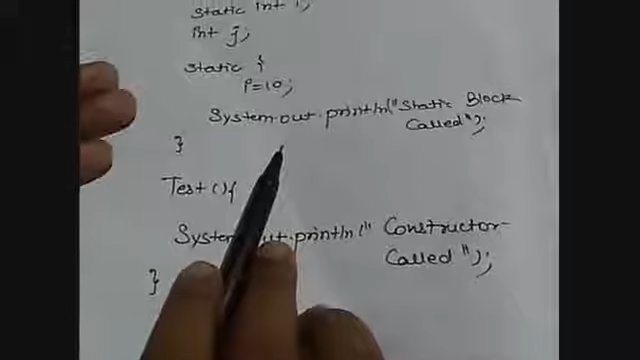 static int i;
int j;
static {
i=10;
System.out.println("Static Block
Called");
}
Test(){
System.out.println(" Constructor
Called ");
}